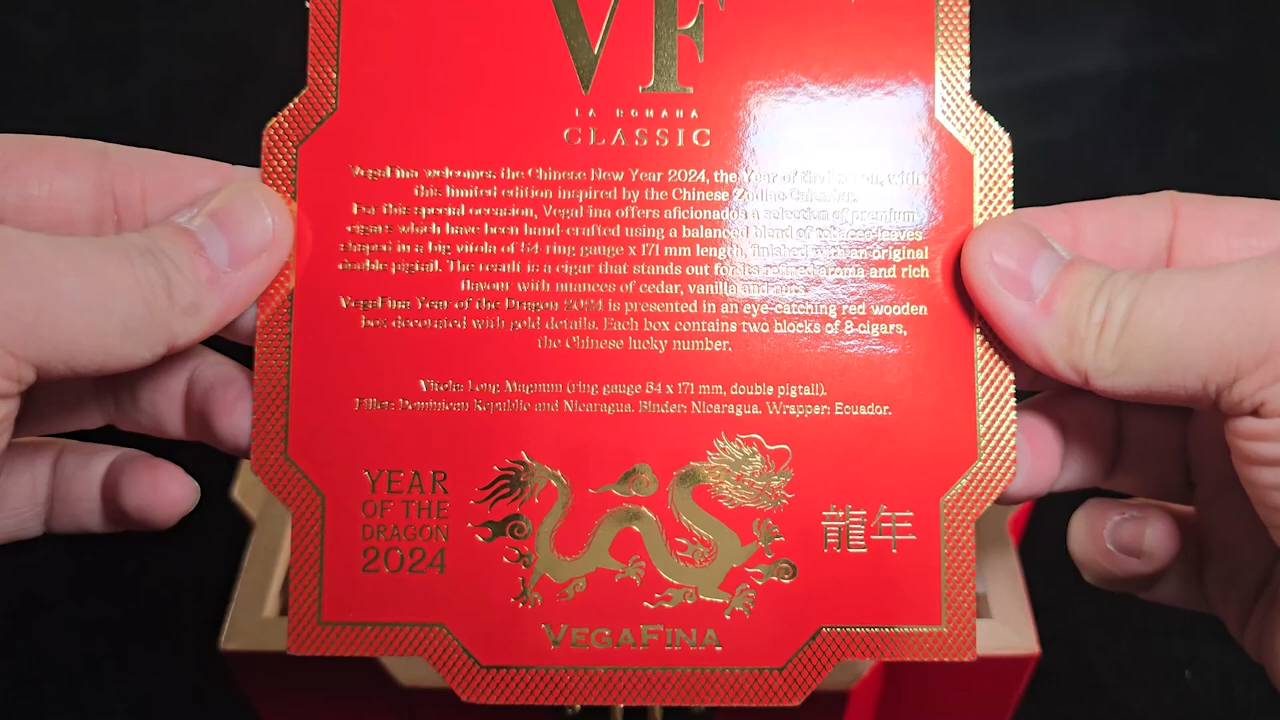 VF
LA ROMANA
CLASSIC
VegaFina welcomes the Chinese New Year 2024, the Year of the Dragon, with
this limited edition inspired by the Chinese Zodiac Calendar.
For this special occasion, VegaFina offers aficionados a selection of premium
cigars which have been hand-crafted using a balanced blend of tobacco leaves
shaped in a big vitola of 54 ring gauge x 171 mm length, finished with an original
double pigtail. The result is a cigar that stands out for its refined aroma and rich
flavour with nuances of cedar, vanilla and nuts.
VegaFina Year of the Dragon 2024 is presented in an eye-catching red wooden
box decorated with gold details. Each box contains two blocks of 8 cigars,
the Chinese lucky number.
Vitola: Long Magnum (ring gauge 54 x 171 mm, double pigtail).
Filler: Dominican Republic and Nicaragua. Binder: Nicaragua. Wrapper: Ecuador.
YEAR
OF THE
DRAGON
2024
龍年
VEGAFINA